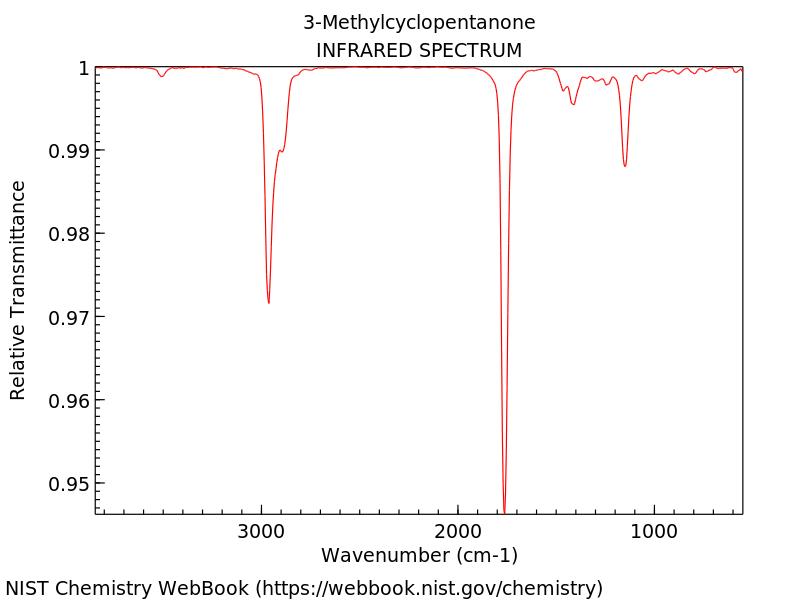 3-Methylcyclopentanone
INFRARED SPECTRUM
1
0.99
0.98
0.97
0.96
0.95
Relative Transmittance
3000 2000 1000
Wavenumber (cm-1)
NIST Chemistry WebBook (https://webbook.nist.gov/chemistry)